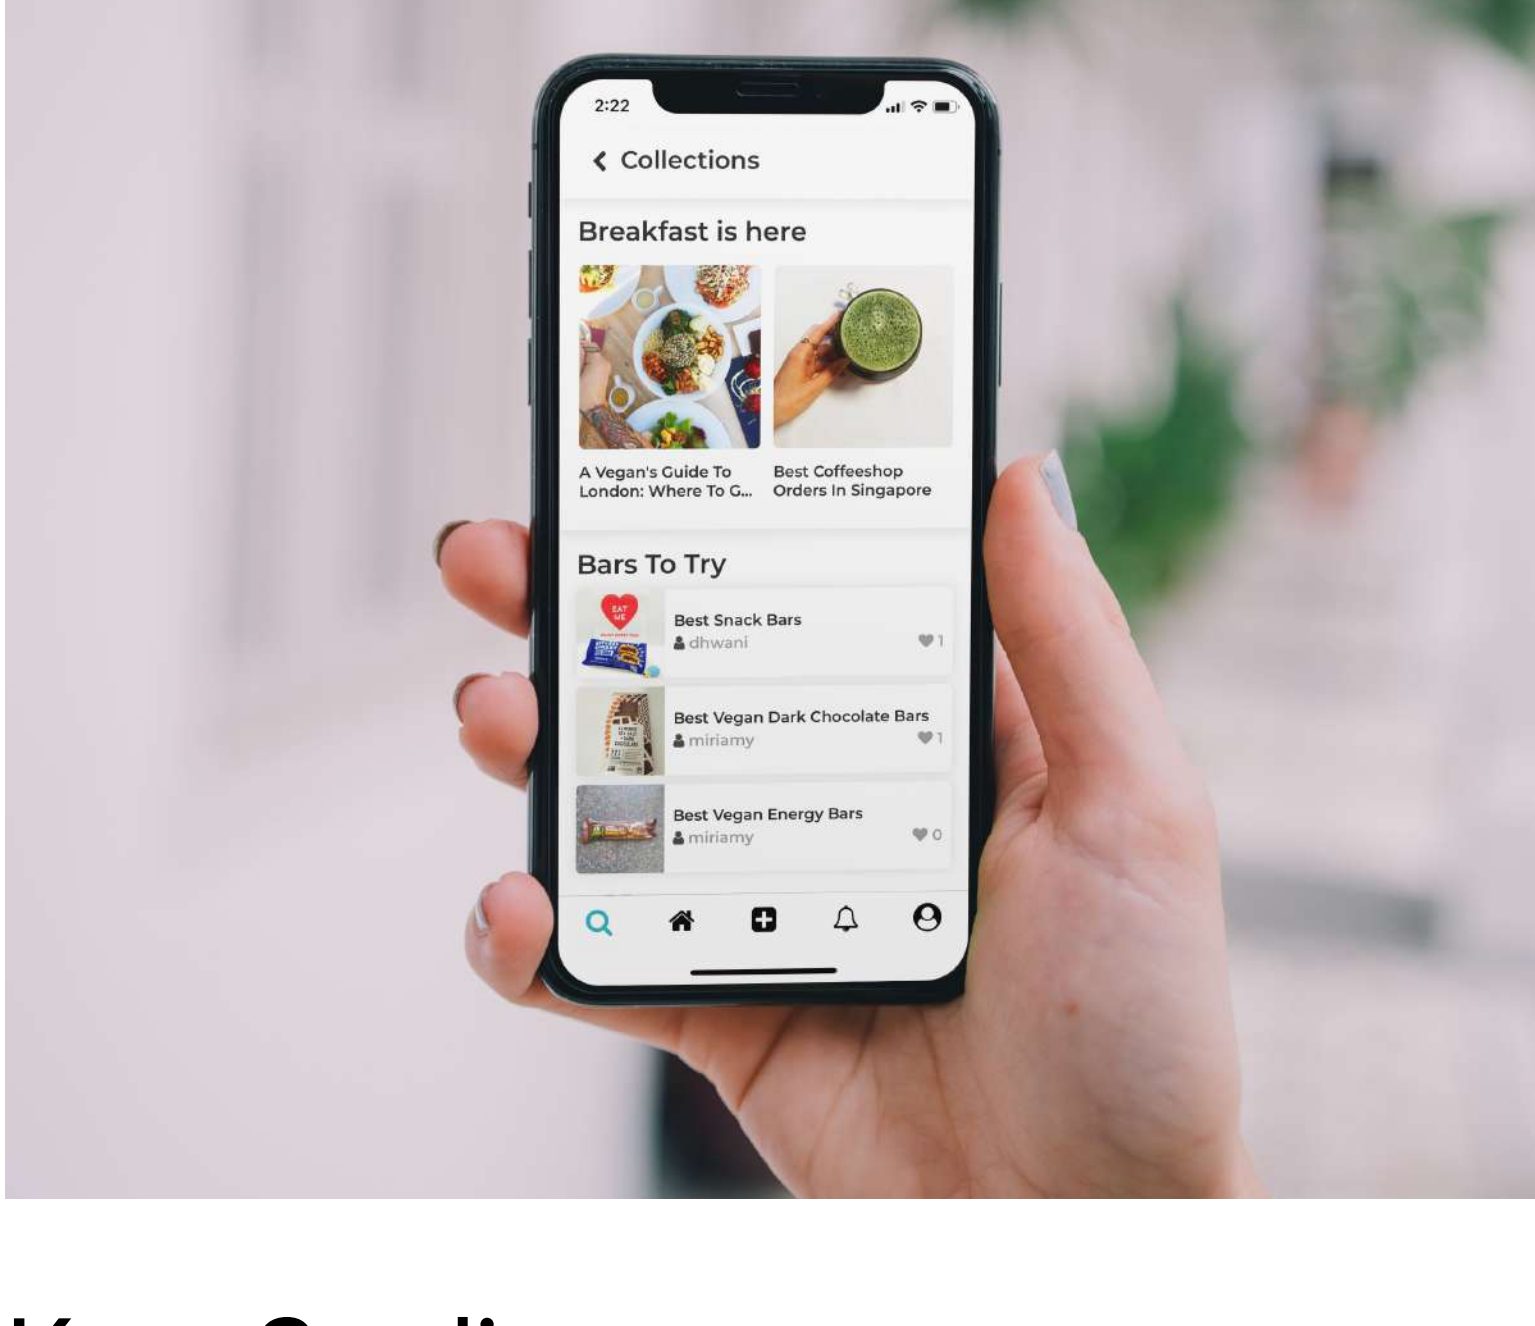 2:22
Collections
Breakfast is here
A Vegan's Guide To
London: Where To G...
Best Coffeeshop
Orders In Singapore
Bars To Try
EAT
ME
Best Snack Bars
dhwani
1
Best Vegan Dark Chocolate Bars
miriamy
1
Best Vegan Energy Bars
miriamy
0